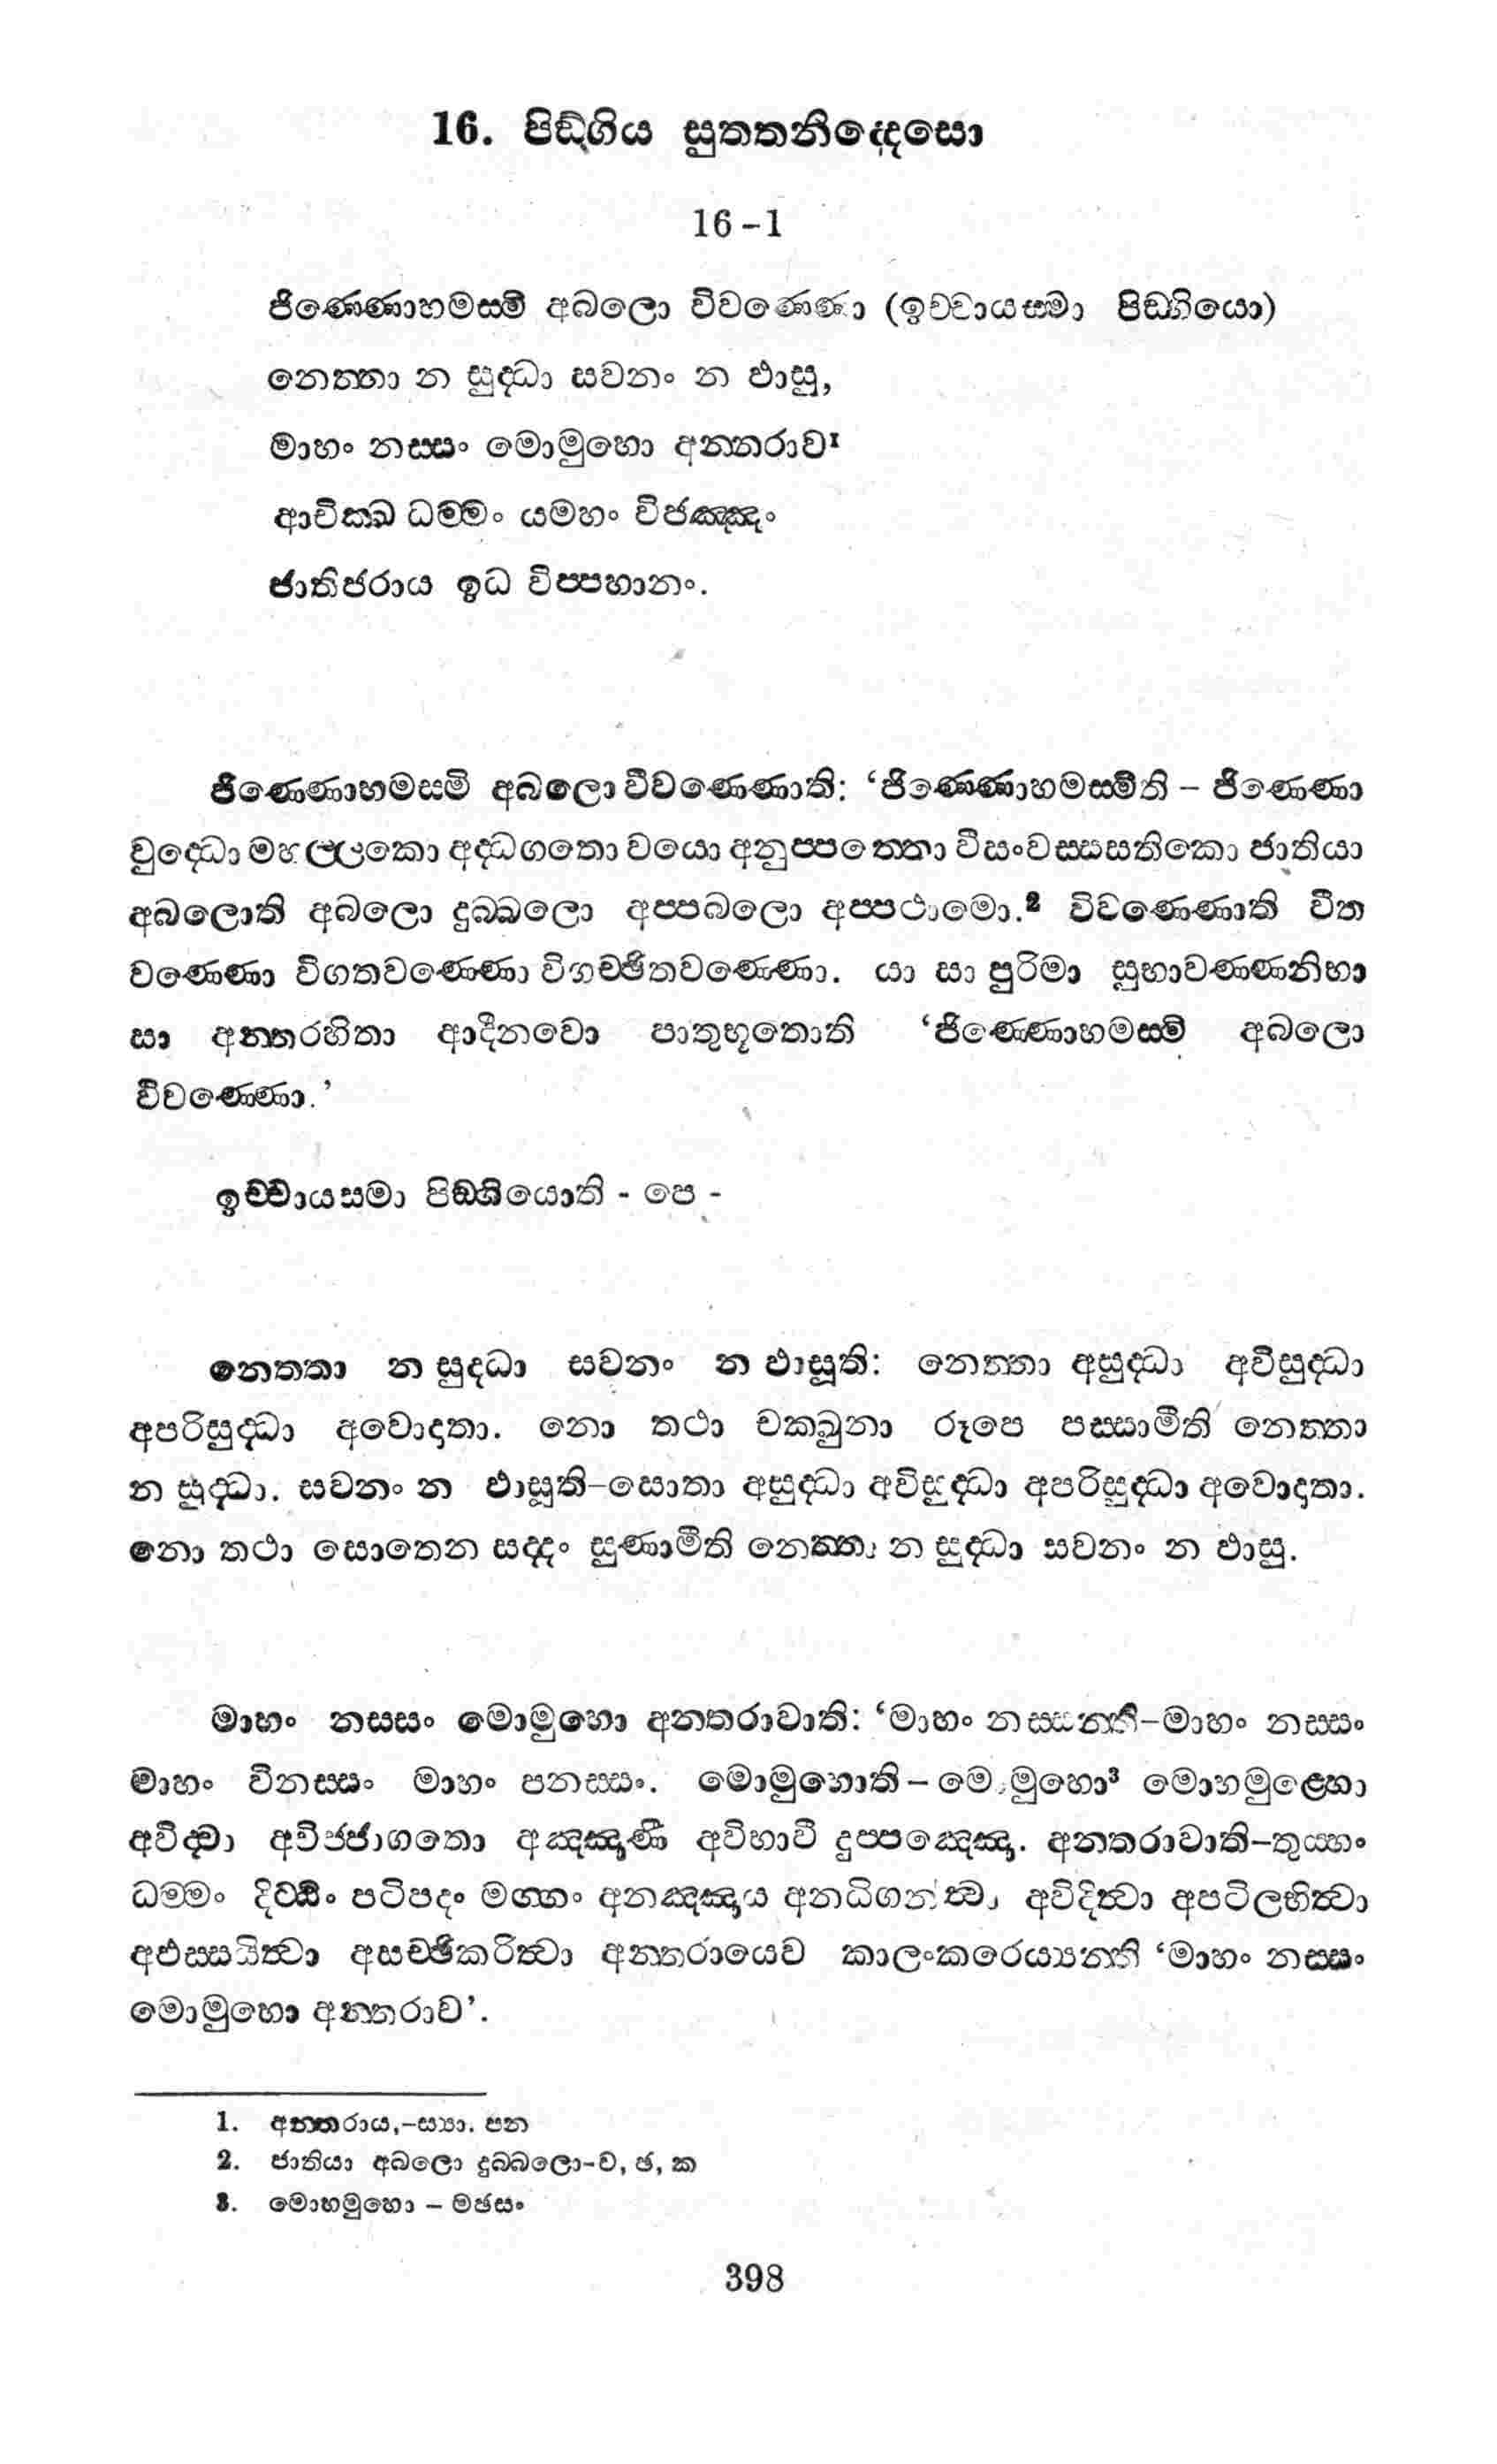 16. පිඬ්ගිය සුත්තනිද්දෙසො
16 - 1
ජිණ්ණොහමස්මි අබලො විවණ්ණො (ඉච්චායස්මා පිඞ්ගියො)
නෙත්තා න සුද්ධා සවනං න ඵාසු,
මාහං නස්සං මොමුහො අන්තරාව¹
ආචික්ඛ ධම්මං යමහං විජඤ්ඤං
ජාතිජරාය ඉධ විප්පහානං.
ජිණ්ණොහමස්මි අබලො විවණ්ණොති: ‘ජිණ්ණොහමස්මීති – ජිණ්ණො
වුද්ධො මහල්ලකො අද්ධගතො වයො අනුප්පත්තො වීසංවස්සසතිකො ජාතියා
අබලොති අබලො දුබ්බලො අප්පබලො අප්පථාමො.² විවණ්ණොති වීත
වණ්ණො විගතවණ්ණො විගච්ඡිතවණ්ණො. යා සා පුරිමා සුභාවණ්ණනිභා
සා අන්තරහිතා ආදීනවො පාතුභූතොති ‘ජිණ්ණොහමස්මි අබලො
විවණ්ණො.’
ඉච්චායස්මා පිඞ්ගියොති - පෙ -
නෙත්තා න සුද්ධා සවනං න ඵාසූති: නෙත්තා අසුද්ධා අවිසුද්ධා
අපරිසුද්ධා අවොදාතා. නො තථා චක්ඛුනා රූපෙ පස්සාමීති නෙත්තා
න සුද්ධා. සවනං න ඵාසූති–සොතා අසුද්ධා අවිසුද්ධා අපරිසුද්ධා අවොදාතා.
නො තථා සොතෙන සද්දං සුණාමීති නෙත්තා න සුද්ධා සවනං න ඵාසු.
මාහං නස්සං මොමුහො අන්තරාවාති: ‘මාහං නස්සන්ති–මාහං නස්සං
මාහං විනස්සං මාහං පනස්සං. මොමුහොති – මොමුහො³ මොහමුළ්හො
අවිද්වා අවිජ්ජාගතො අඤ්ඤාණී අවිභාවී දුප්පඤ්ඤො. අන්තරාවාති–තුය්හං
ධම්මං දිට්ඨිං පටිපදං මග්ගං අනඤ්ඤාය අනධිගන්ත්වා අවිදිත්වා අපටිලභිත්වා
අඵස්සයිත්වා අසච්ඡිකරිත්වා අන්තරායෙව කාලංකරෙය්‍යන්ති ‘මාහං නස්සං
මොමුහො අන්තරාව’.
1. අන්තරාය,–ස්‍යා. පන
2. ජාතියා අබලො දුබ්බලො-ව, ඡ, ක
3. මොහමුහො – මඡසං
398